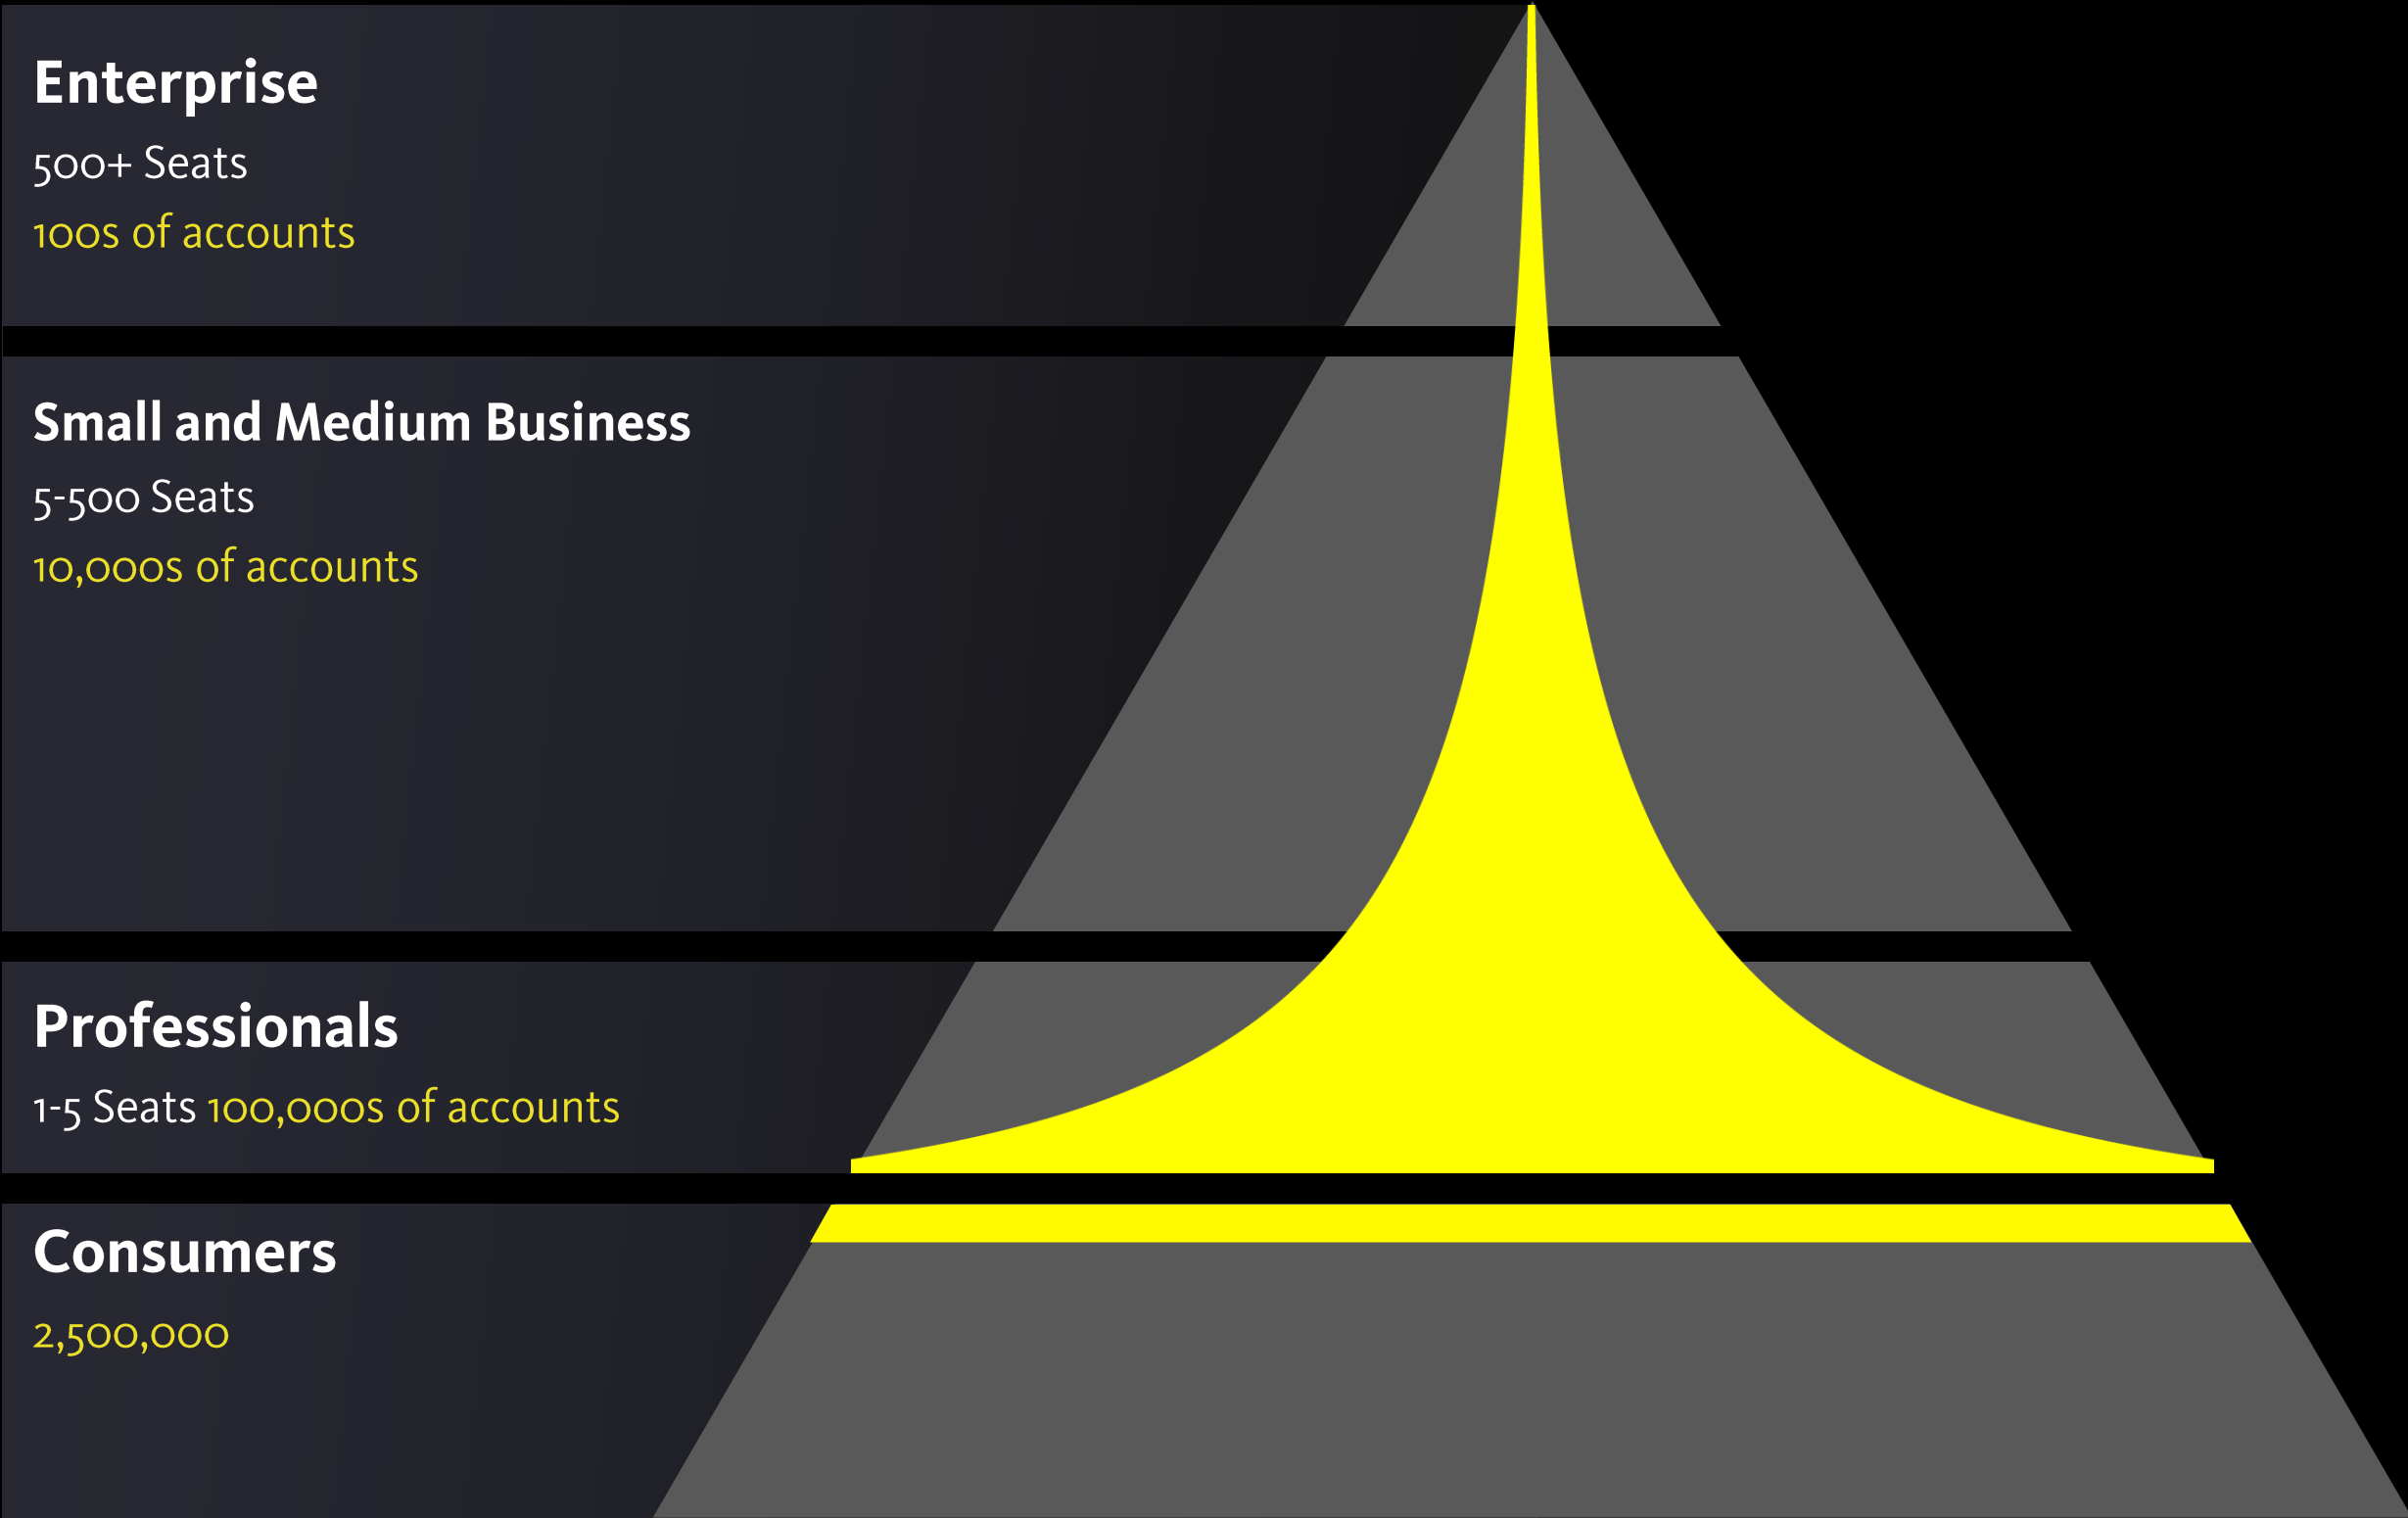 Enterprise
500+ Seats
100s of accounts
Small and Medium Business
5-500 Seats
10,000s of accounts
Professionals
1-5 Seats 100,000s of accounts
Consumers
2,500,000